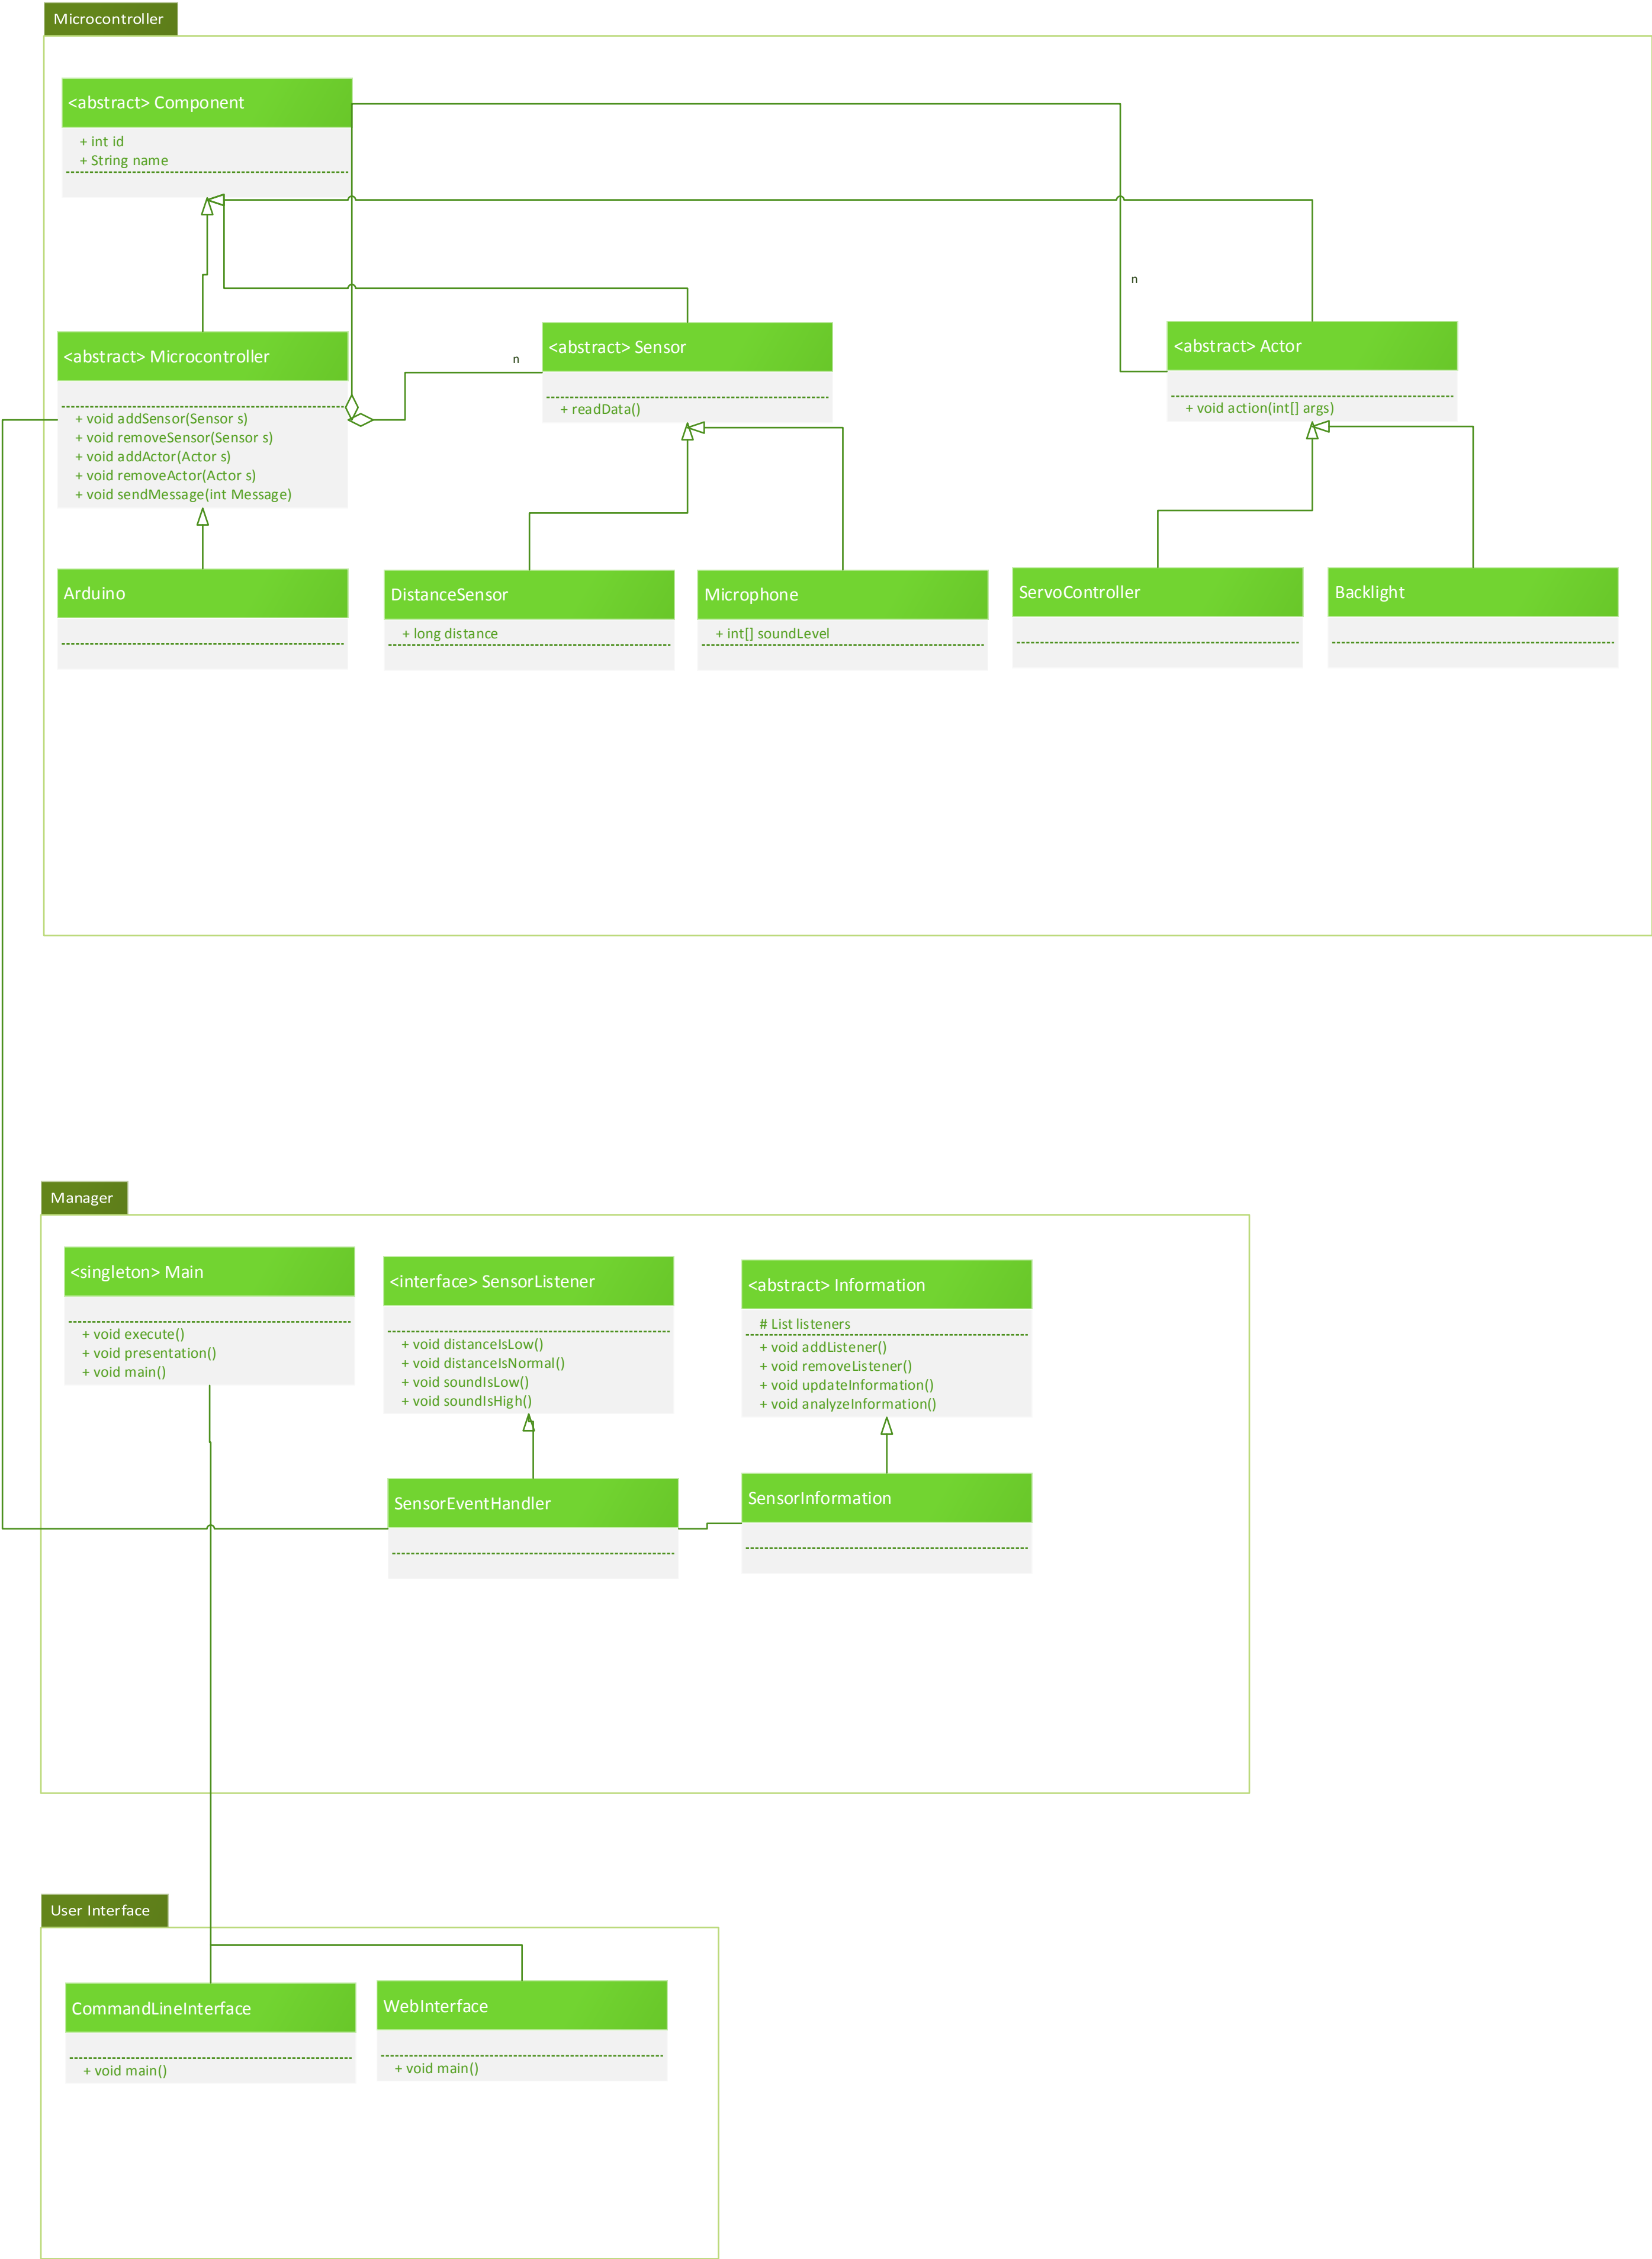 Microcontroller
<abstract> Component
+ int id
+ String name
n
<abstract> Microcontroller
+ void addSensor(Sensor s)
+ void removeSensor(Sensor s)
+ void addActor(Actor s)
+ void removeActor(Actor s)
+ void sendMessage(int Message)
n
<abstract> Sensor
+ readData()
<abstract> Actor
+ void action(int[] args)
Arduino
DistanceSensor
+ long distance
Microphone
+ int[] soundLevel
ServoController
Backlight
Manager
<singleton> Main
+ void execute()
+ void presentation()
+ void main()
<interface> SensorListener
+ void distanceIsLow()
+ void distanceIsNormal()
+ void soundIsLow()
+ void soundIsHigh()
<abstract> Information
# List listeners
+ void addListener()
+ void removeListener()
+ void updateInformation()
+ void analyzeInformation()
SensorEventHandler
SensorInformation
User Interface
CommandLineInterface
+ void main()
WebInterface
+ void main()